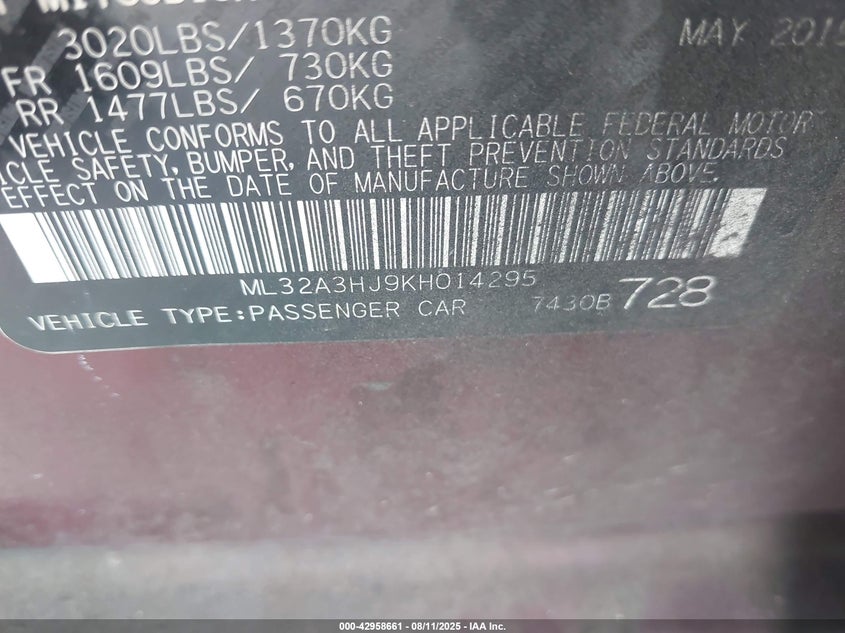 3020LBS/1370KG MAY
FR 1609LBS/ 730KG
RR 1477LBS/ 670KG
VEHICLE CONFORMS TO ALL APPLICABLE FEDERAL MOTOR
ICLE SAFETY, BUMPER, AND THEFT PREVENTION STANDARDS
EFFECT ON THE DATE OF MANUFACTURE SHOWN ABOVE.
ML32A3HJ9KH014295
VEHICLE TYPE:PASSENGER CAR 7430B 728
000-42958661 - 08/11/2025 - IAA Inc.